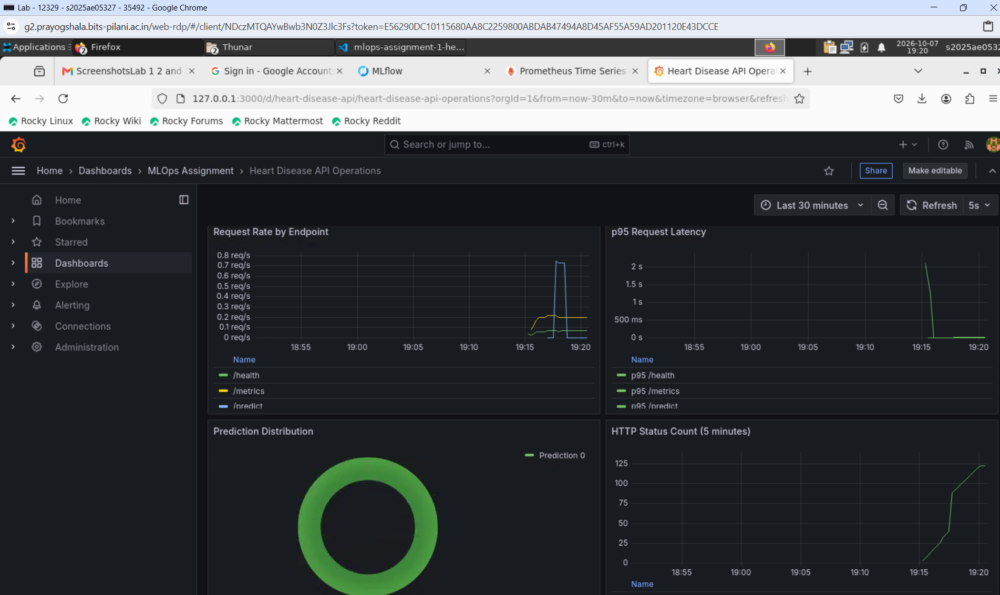 Lab - 12329 - s2025ae05327 - 35492 - Google Chrome
g2.prayogshala.bits-pilani.ac.in/web-rdp/#/client/NDczMTQAYwBwb3N0Z3Jlc3Fs?token=E56290DC10115680AA8C2259800ABDAB47494A8D45AF55A59AD201120E43DCCE
Applications Firefox Thunar mlops-assignment-1-he... 2026-10-07 19:20 s2025ae0532
ScreenshotsLab 1 2 and Sign in - Google Accounts MLflow Prometheus Time Series Heart Disease API Operat
127.0.0.1:3000/d/heart-disease-api/heart-disease-api-operations?orgId=1&from=now-30m&to=now&timezone=browser&refresh
Rocky Linux Rocky Wiki Rocky Forums Rocky Mattermost Rocky Reddit
Search or jump to... ctrl+k
Home › Dashboards › MLOps Assignment › Heart Disease API Operations Share Make editable
Home
Bookmarks
Starred
Dashboards
Explore
Alerting
Connections
Administration
Last 30 minutes Refresh 5s
Request Rate by Endpoint
0.8 req/s
0.7 req/s
0.6 req/s
0.5 req/s
0.4 req/s
0.3 req/s
0.2 req/s
0.1 req/s
0 req/s
18:55 19:00 19:05 19:10 19:15 19:20
Name
/health
/metrics
/predict
p95 Request Latency
2 s
1.5 s
1 s
500 ms
0 s
18:55 19:00 19:05 19:10 19:15 19:20
Name
p95 /health
p95 /metrics
p95 /predict
Prediction Distribution
Prediction 0
HTTP Status Count (5 minutes)
125
100
75
50
25
0
18:55 19:00 19:05 19:10 19:15 19:20
Name